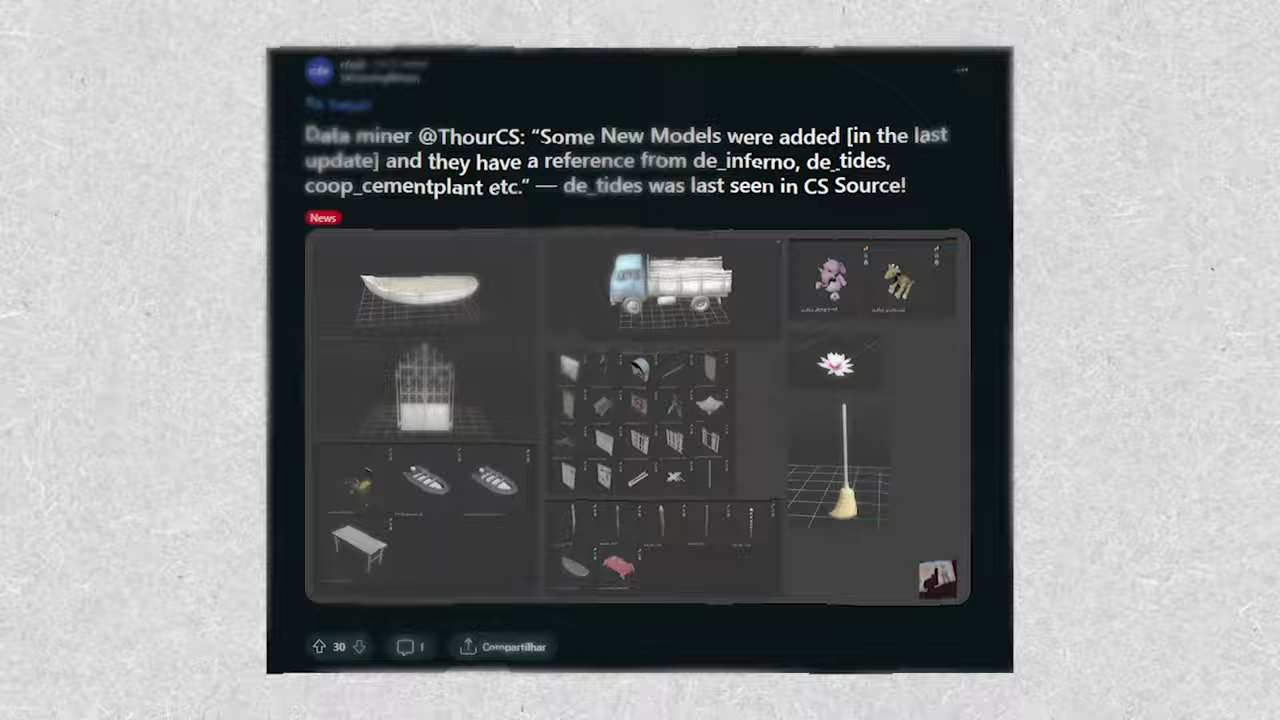 Data miner @ThourCS: “Some New Models were added [in the last
update] and they have a reference from de_inferno, de_tides,
coop_cementplant etc.” — de_tides was last seen in CS Source!
News
30
1
Compartilhar